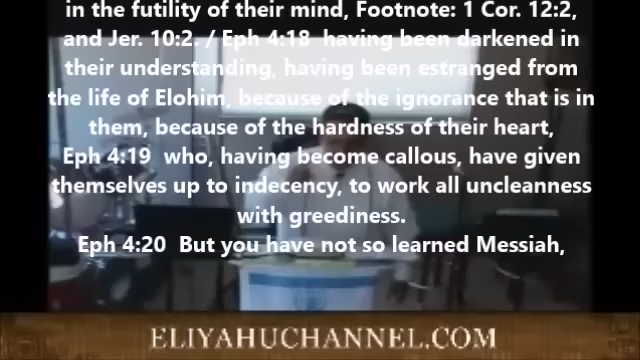 in the futility of their mind, Footnote: 1 Cor. 12:2,
and Jer. 10:2. / Eph 4:18  having been darkened in
their understanding, having been estranged from
the life of Elohim, because of the ignorance that is in
them, because of the hardness of their heart,
Eph 4:19  who, having become callous, have given
themselves up to indecency, to work all uncleanness
with greediness.
Eph 4:20  But you have not so learned Messiah,
ELIYAHUCHANNEL.COM